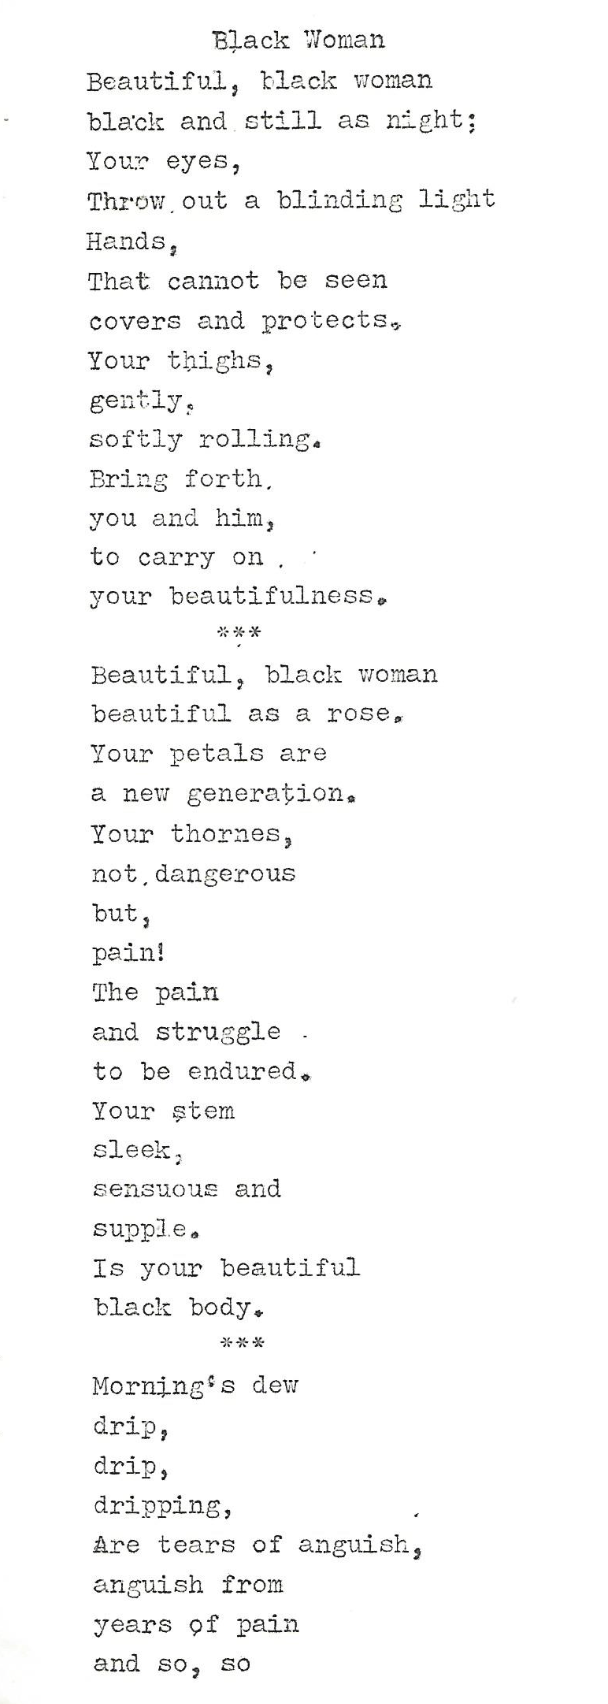 Black Woman
Beautiful, black woman
black and still as night;
Your eyes,
Throw out a blinding light
Hands,
That cannot be seen
covers and protects.
Your thighs,
gently,
softly rolling.
Bring forth.
you and him,
to carry on .
your beautifulness.
***
Beautiful, black woman
beautiful as a rose.
Your petals are
a new generation.
Your thornes,
not dangerous
but,
pain!
The pain
and struggle
to be endured.
Your stem
sleek,
sensuous and
supple.
Is your beautiful
black body.
***
Morning's dew
drip,
drip,
dripping,
Are tears of anguish,
anguish from
years of pain
and so, so